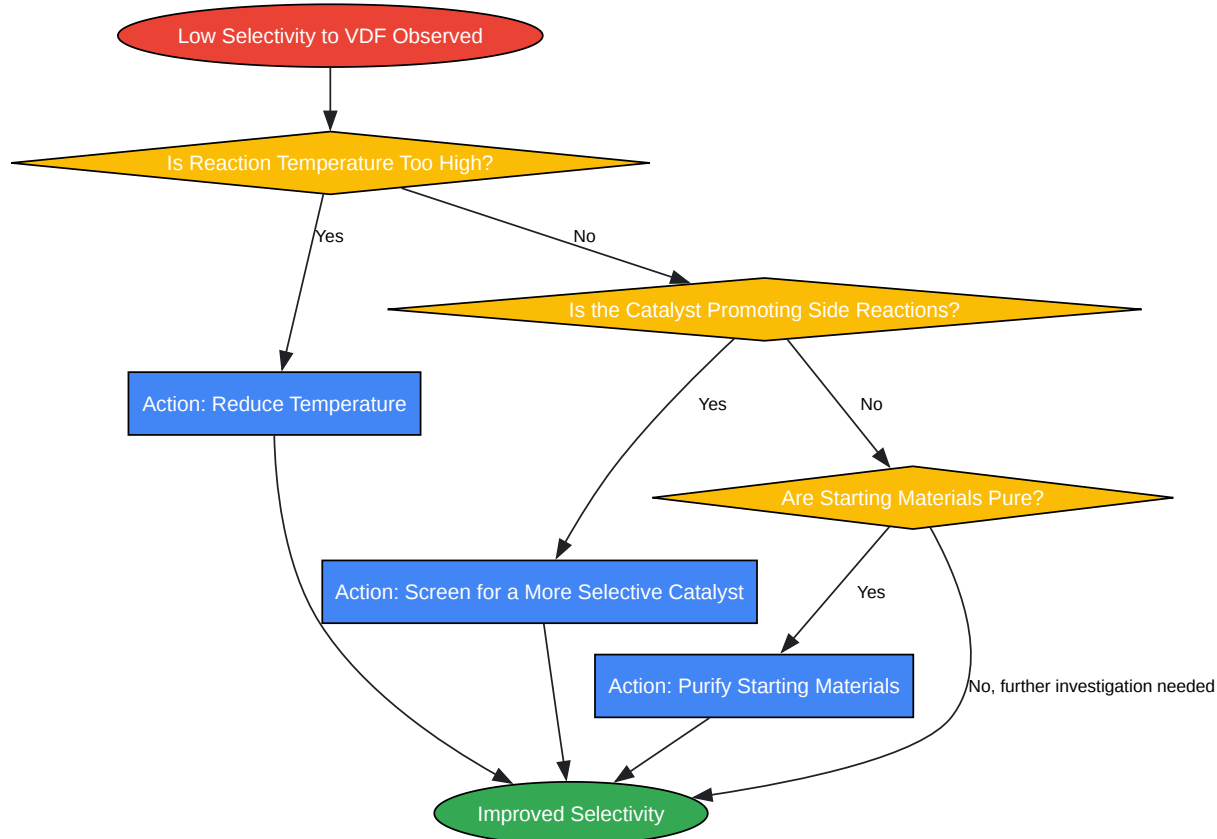 Low Selectivity to VDF Observed
Is Reaction Temperature Too High?
Yes
No
Is the Catalyst Promoting Side Reactions?
Action: Reduce Temperature
Yes
No
Are Starting Materials Pure?
Action: Screen for a More Selective Catalyst
Yes
Action: Purify Starting Materials
No, further investigation needed
Improved Selectivity